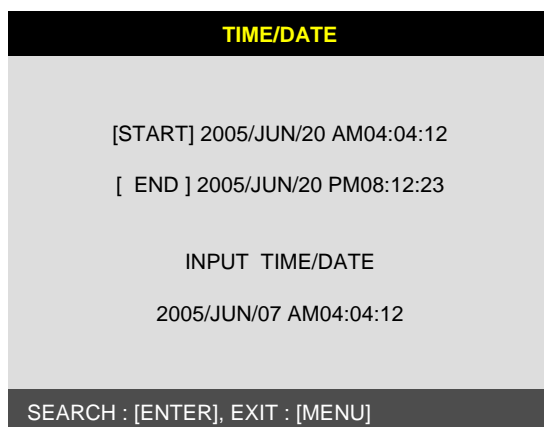 TIME/DATE
[START] 2005/JUN/20 AM04:04:12
[  END ] 2005/JUN/20 PM08:12:23
INPUT  TIME/DATE
2005/JUN/07 AM04:04:12
SEARCH : [ENTER], EXIT : [MENU]